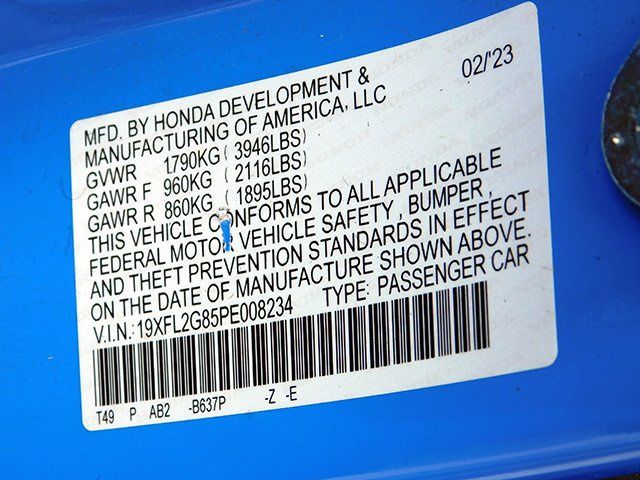 02/'23
MFD. BY HONDA DEVELOPMENT &
MANUFACTURING OF AMERICA, LLC
GVWR 1790KG ( 3946LBS)
GAWR F 960KG ( 2116LBS)
GAWR R 860KG ( 1895LBS)
THIS VEHICLE CONFORMS TO ALL APPLICABLE
FEDERAL MOTOR VEHICLE SAFETY, BUMPER,
AND THEFT PREVENTION STANDARDS IN EFFECT
ON THE DATE OF MANUFACTURE SHOWN ABOVE.
V.I.N.: 19XFL2G85PE008234 TYPE: PASSENGER CAR
T49 P AB2 -B637P -Z -E